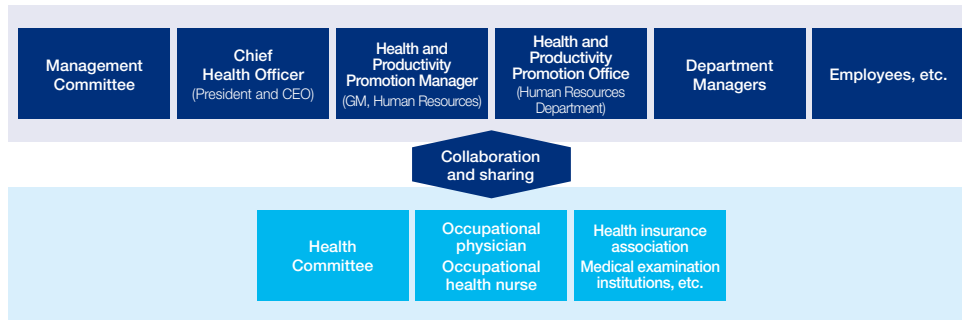 Management
Committee
Chief
Health Officer
(President and CEO)
Health and
Productivity
Promotion Manager
(GM, Human Resources)
Health and
Productivity
Promotion Office
(Human Resources
Department)
Department
Managers
Employees, etc.
Collaboration
and sharing
Health
Committee
Occupational
physician
Occupational
health nurse
Health insurance
association
Medical examination
institutions, etc.